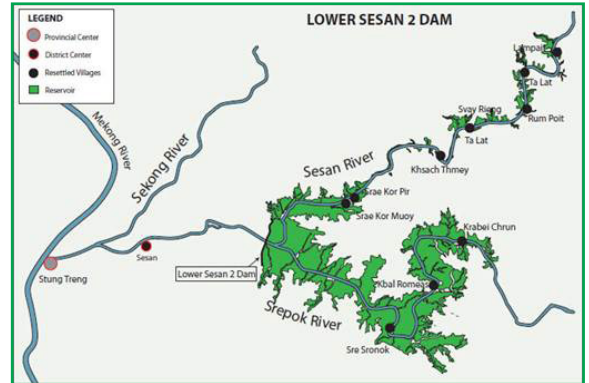 LOWER SESAN 2 DAM
LEGEND
Provincial Center
District Center
Resettled Villages
Reservoir
Lampat
Ta Lat
Svay Rieng
Rum Poit
Ta Lat
Mekong River
Sekong River
Sesan River
Khsach Thmey
Srae Kor Pir
Srae Kor Muoy
Krabei Chrun
Sesan
Stung Treng
Lower Sesan 2 Dam
Srepok River
Kbal Romeas
Sre Sronok